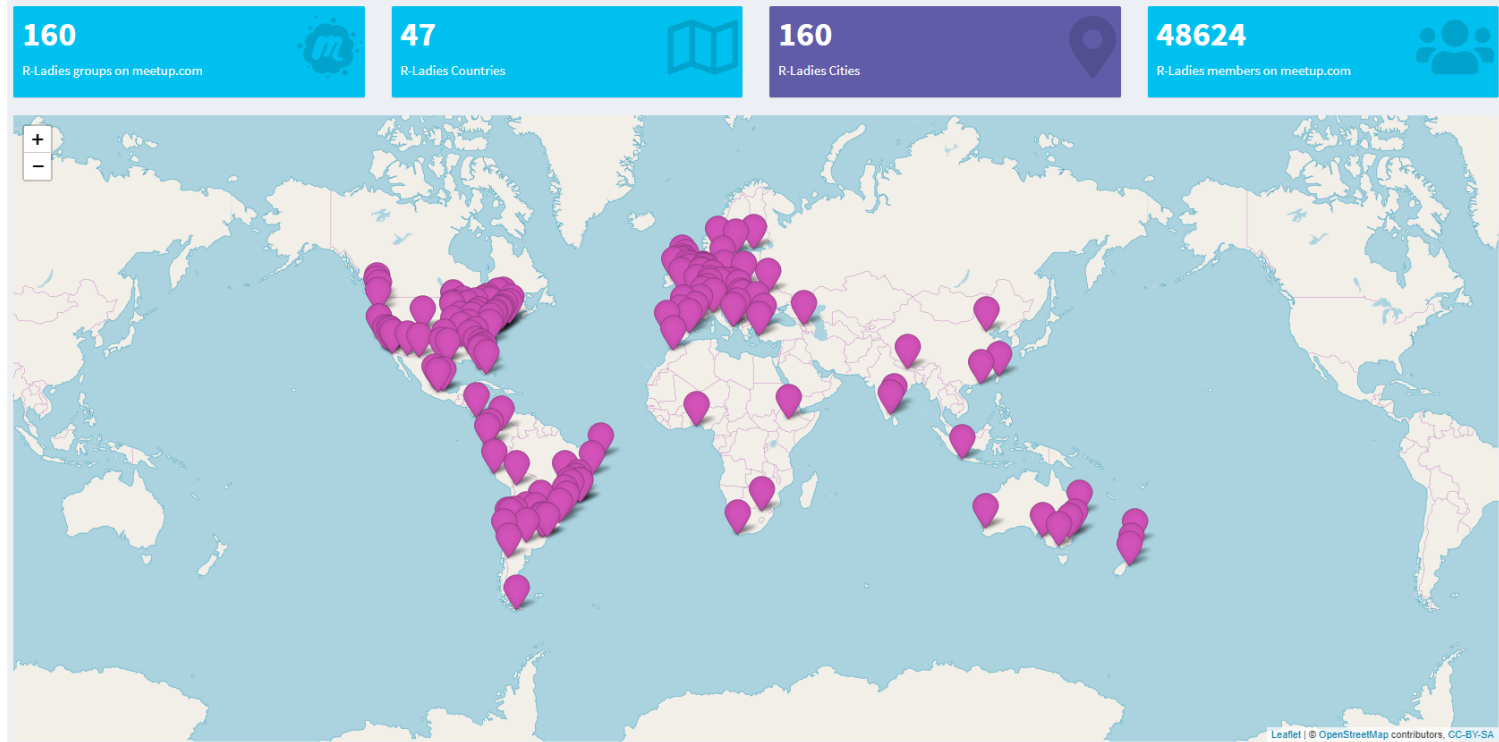 160
R-Ladies groups on meetup.com
47
R-Ladies Countries
160
R-Ladies Cities
48624
R-Ladies members on meetup.com
+
−
Leaflet | © OpenStreetMap contributors, CC-BY-SA